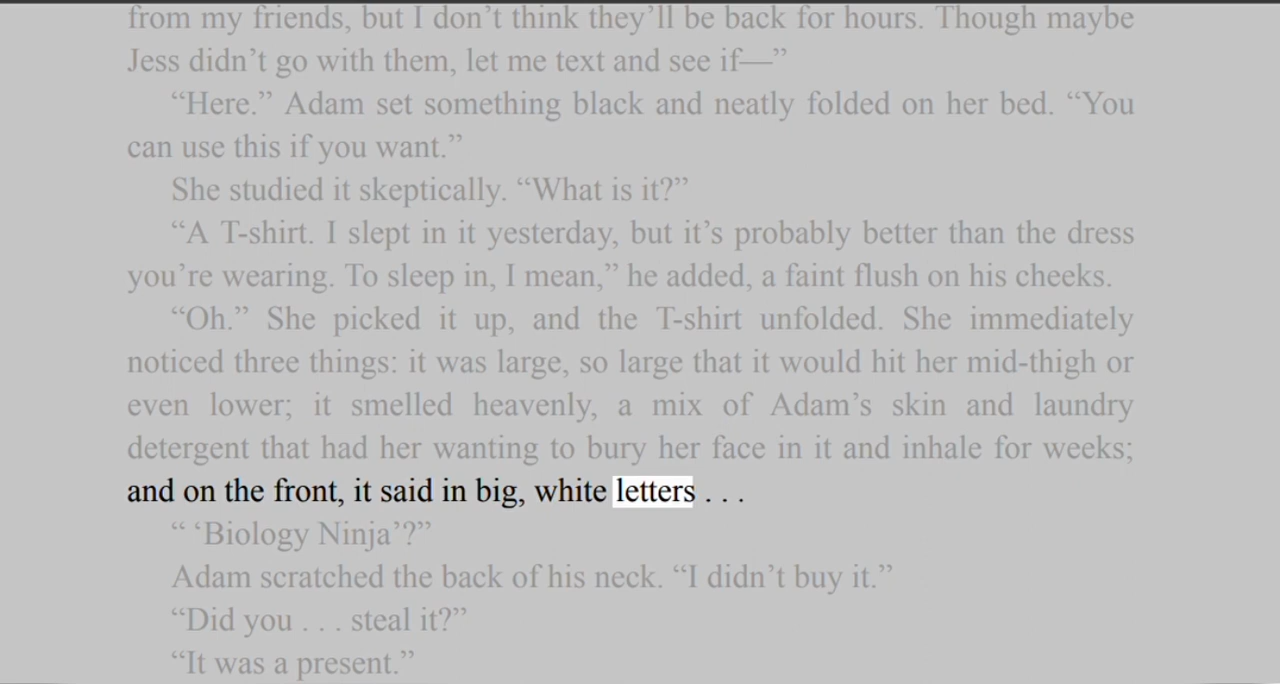 from my friends, but I don’t think they’ll be back for hours. Though maybe
Jess didn’t go with them, let me text and see if—”
“Here.” Adam set something black and neatly folded on her bed. “You
can use this if you want.”
She studied it skeptically. “What is it?”
“A T-shirt. I slept in it yesterday, but it’s probably better than the dress
you’re wearing. To sleep in, I mean,” he added, a faint flush on his cheeks.
“Oh.” She picked it up, and the T-shirt unfolded. She immediately
noticed three things: it was large, so large that it would hit her mid-thigh or
even lower; it smelled heavenly, a mix of Adam’s skin and laundry
detergent that had her wanting to bury her face in it and inhale for weeks;
and on the front, it said in big, white letters . . .
“ ‘Biology Ninja’?”
Adam scratched the back of his neck. “I didn’t buy it.”
“Did you . . . steal it?”
“It was a present.”